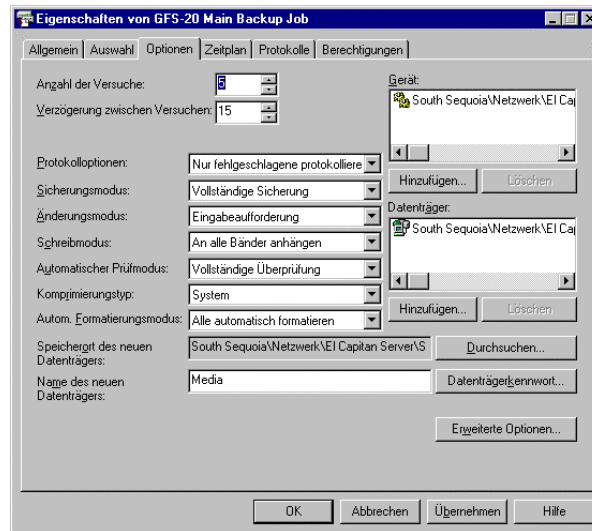 Eigenschaften von GFS-20 Main Backup Job
Allgemein Auswahl Optionen Zeitplan Protokolle Berechtigungen
Anzahl der Versuche: 5
Verzögerung zwischen Versuchen: 15
Gerät:
South Sequoia\Netzwerk\El Cap
Hinzufügen... Löschen
Protokolloptionen: Nur fehlgeschlagene protokolliere
Sicherungsmodus: Vollständige Sicherung
Änderungsmodus: Eingabeaufforderung
Schreibmodus: An alle Bänder anhängen
Automatischer Prüfmodus: Vollständige Überprüfung
Komprimierungstyp: System
Autom. Formatierungsmodus: Alle automatisch formatieren
Datenträger:
South Sequoia\Netzwerk\El Cap
Hinzufügen... Löschen
Speicherort des neuen
Datenträgers:
South Sequoia\Netzwerk\El Capitan Server\S
Durchsuchen...
Name des neuen
Datenträgers:
Media
Datenträgerkennwort...
Erweiterte Optionen...
OK Abbrechen Übernehmen Hilfe